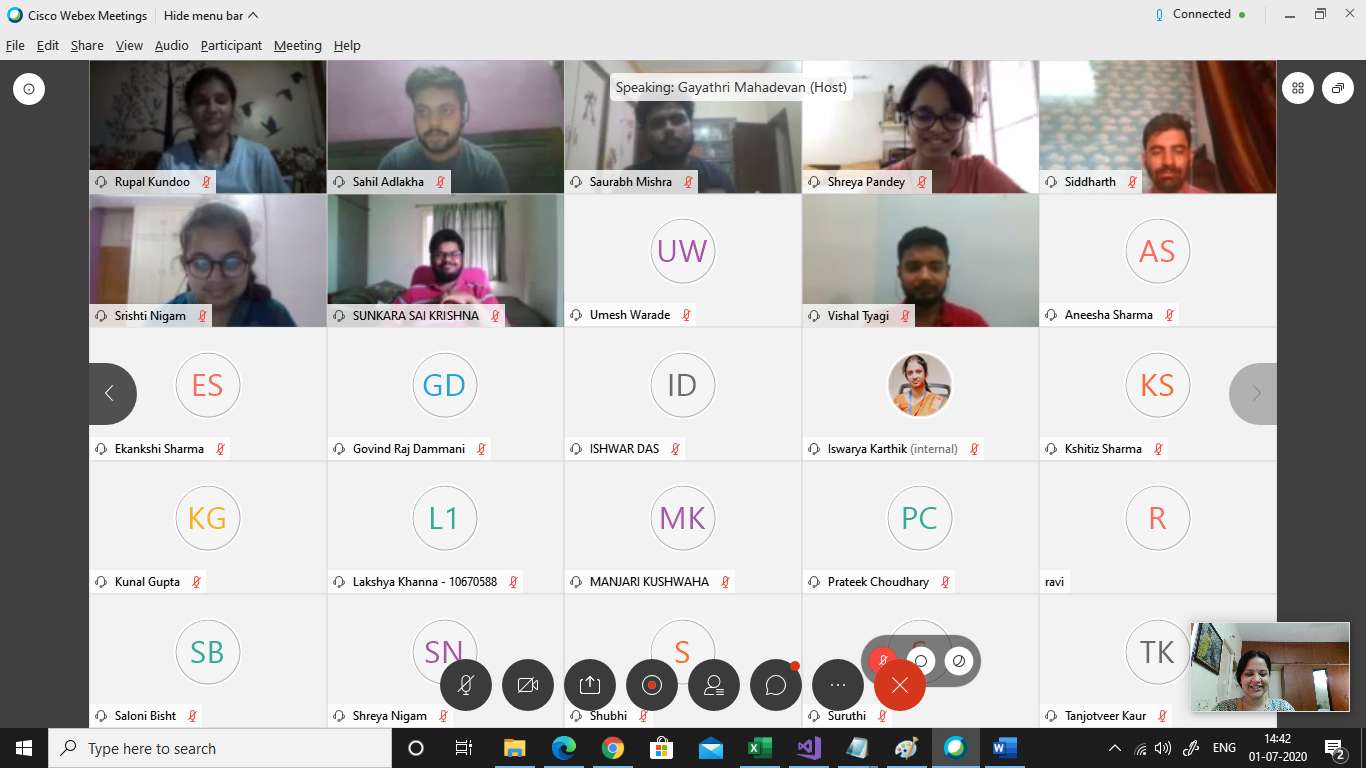 Cisco Webex Meetings
Hide menu bar
Connected
File Edit Share View Audio Participant Meeting Help
Speaking: Gayathri Mahadevan (Host)
Rupal Kundoo
Sahil Adlakha
Saurabh Mishra
Shreya Pandey
Siddharth
Srishti Nigam
SUNKARA SAI KRISHNA
UW
Umesh Warade
Vishal Tyagi
AS
Aneesha Sharma
ES
Ekankshi Sharma
GD
Govind Raj Dammani
ID
ISHWAR DAS
Iswarya Karthik (internal)
KS
Kshitiz Sharma
KG
Kunal Gupta
L1
Lakshya Khanna - 10670588
MK
MANJARI KUSHWAHA
PC
Prateek Choudhary
R
ravi
SB
Saloni Bisht
SN
Shreya Nigam
S
Shubhi
S
Suruthi
TK
Tanjotveer Kaur
Type here to search
ENG
14:42
01-07-2020
2